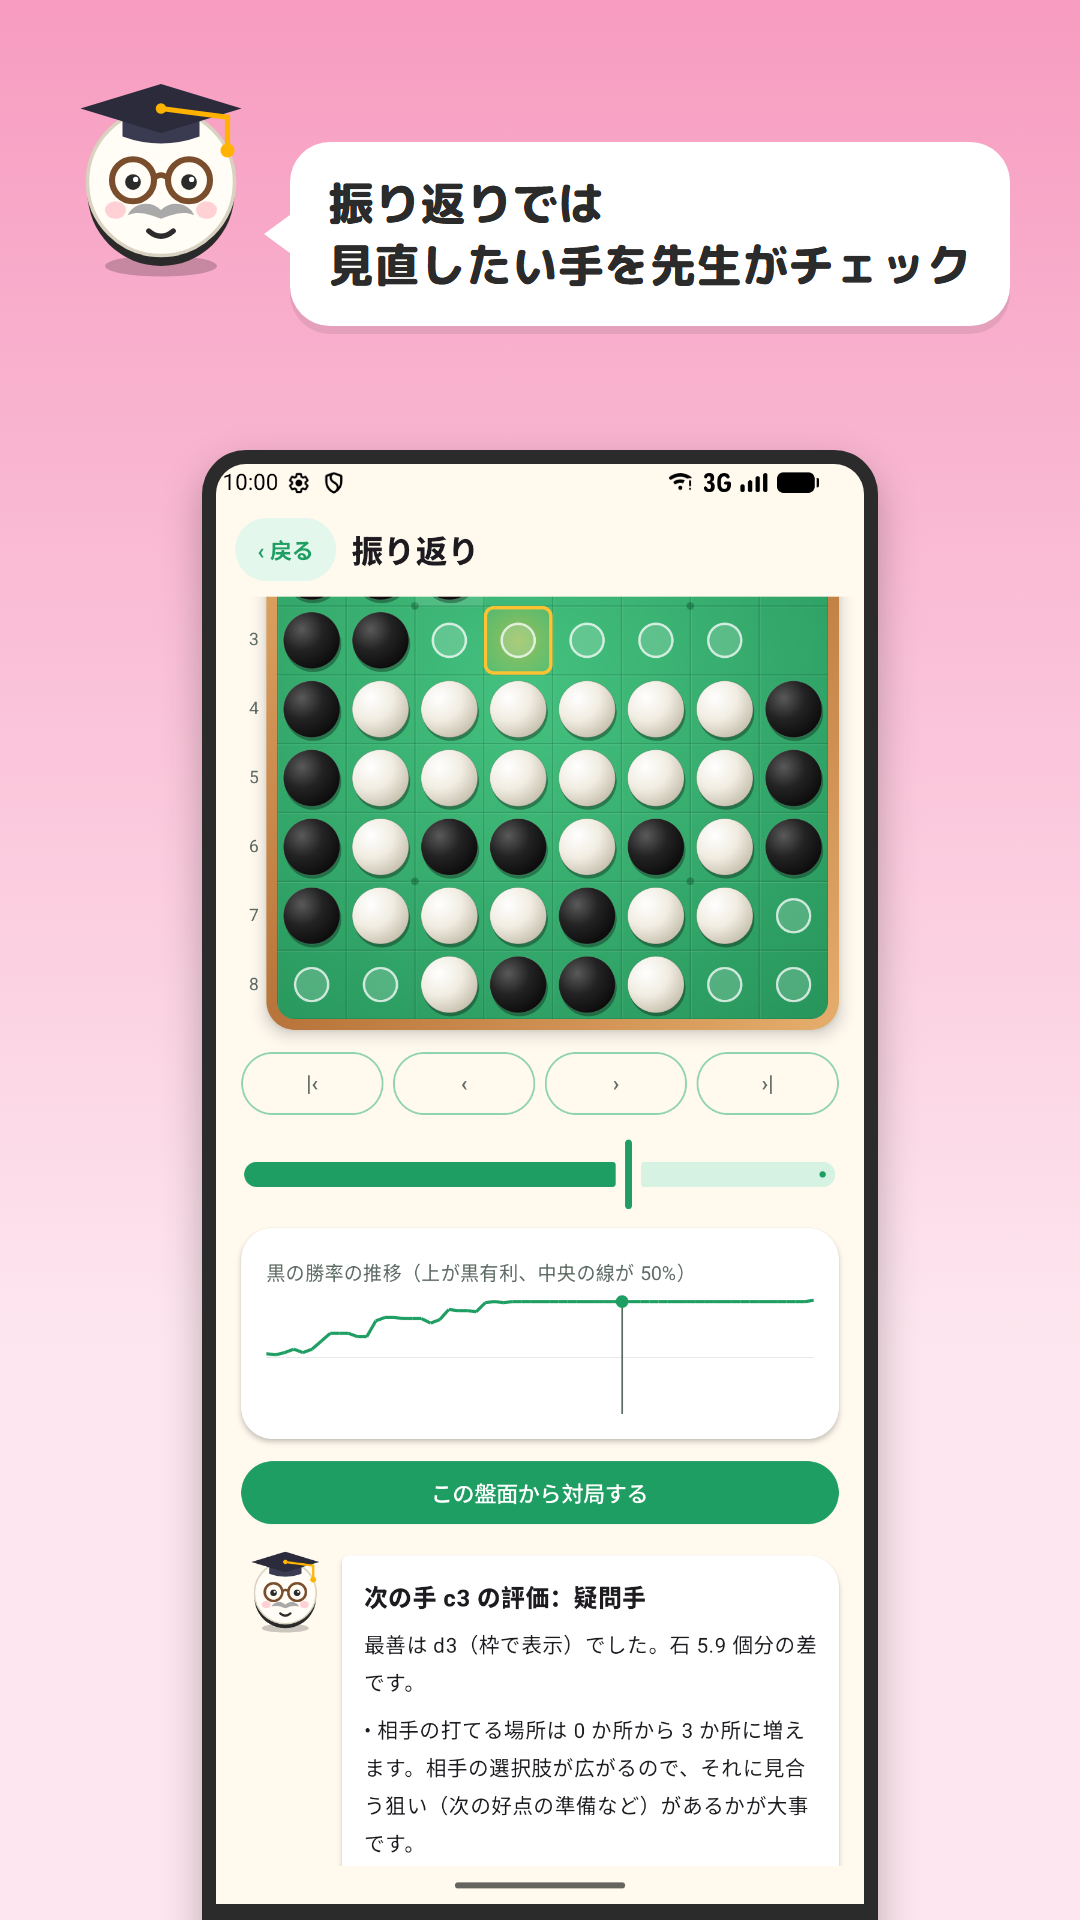 振り返りでは
見直したい手を先生がチェック
10:00 3G
‹ 戻る 振り返り
3
4
5
6
7
8
|‹ ‹ › ›|
黒の勝率の推移（上が黒有利、中央の線が 50%）
この盤面から対局する
次の手 c3 の評価：疑問手
最善は d3（枠で表示）でした。石 5.9 個分の差
です。
・相手の打てる場所は 0 か所から 3 か所に増え
ます。相手の選択肢が広がるので、それに見合
う狙い（次の好点の準備など）があるかが大事
です。